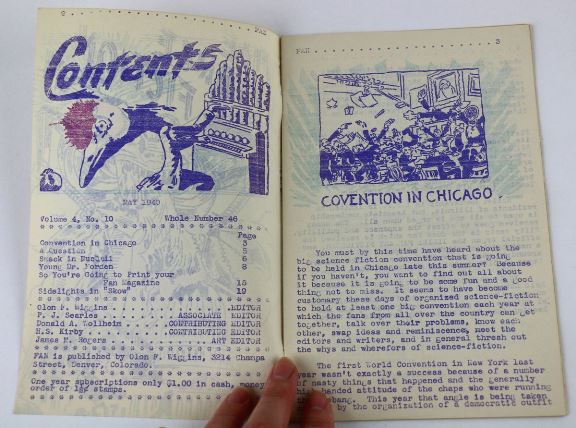 2 . . . . . . . . . . . . . . . . . . . . . FAN
Contents
MAY 1940
Volume 4, No. 10 Whole Number 46
Page
Convention in Chicago 3
A Question 5
Smack in Fucuil 6
Young Dr. Forden 8
So You're Going to Print your
Fan Magazine 15
Sidelights in "Skow" 19
Olon F. Wiggins . . . . . . . . . . . . EDITOR
F. J. Searles . . . . . ASSOCIATE EDITOR
Donald A. Wollheim . . .CONTRIBUTING EDITOR
H.S. Kirby. . . . . . .CONTRIBUTING EDITOR
James F. Rogers . . . . . . ART EDITOR
FAN is published by Olon F. Wiggins, 3214 Champa
Street, Denver, Colorado.
One year subscriptions only $1.00 in cash, money
order of 1¢ stamps.
FAN . . . . . . . . . . . . . . . . . . . 3
COVENTION IN CHICAGO
You must by this time have heard about the
big science fiction convention that is going
to be held in Chicago late this summer? Because
if you haven't, you want to find out all about
it because it is going to be some fun and a good
thing not to miss. It seems to have become
customary these days of organized science-fiction
to hold at least one big convention each year at
which the fans from all over the country can get
together, talk over their problems, know each
other, swap ideas and reminiscences, meet the
editors and writers, and in general thrash out
the whys and wherefors of science-fiction.
The first World Convention in New York last
year wasn't exactly a success because of a number
of nasty things that happened and the generally
high handed attitude of the chaps who were running
shebang. This year that angle is being taken
by the organization of a democratic outfit